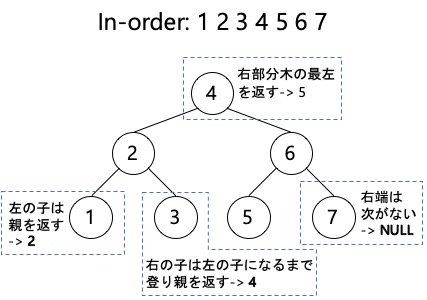 In-order: 1 2 3 4 5 6 7
4
右部分木の最左
を返す-> 5
2
6
左の子は
親を返す
-> 2
1
3
5
7
右端は
次がない
-> NULL
右の子は左の子になるまで
登り親を返す-> 4